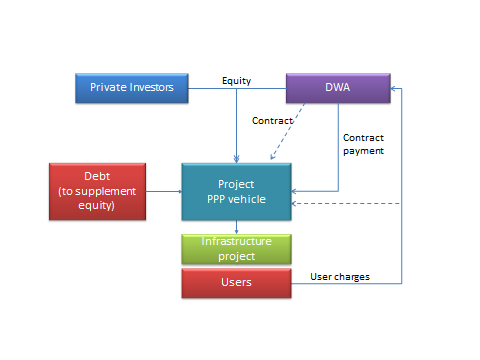 Equity
Private Investors
DWA
Contract
Contract
payment
Debt
(to supplement
equity)
Project
PPP vehicle
Infrastructure
project
Users
User charges